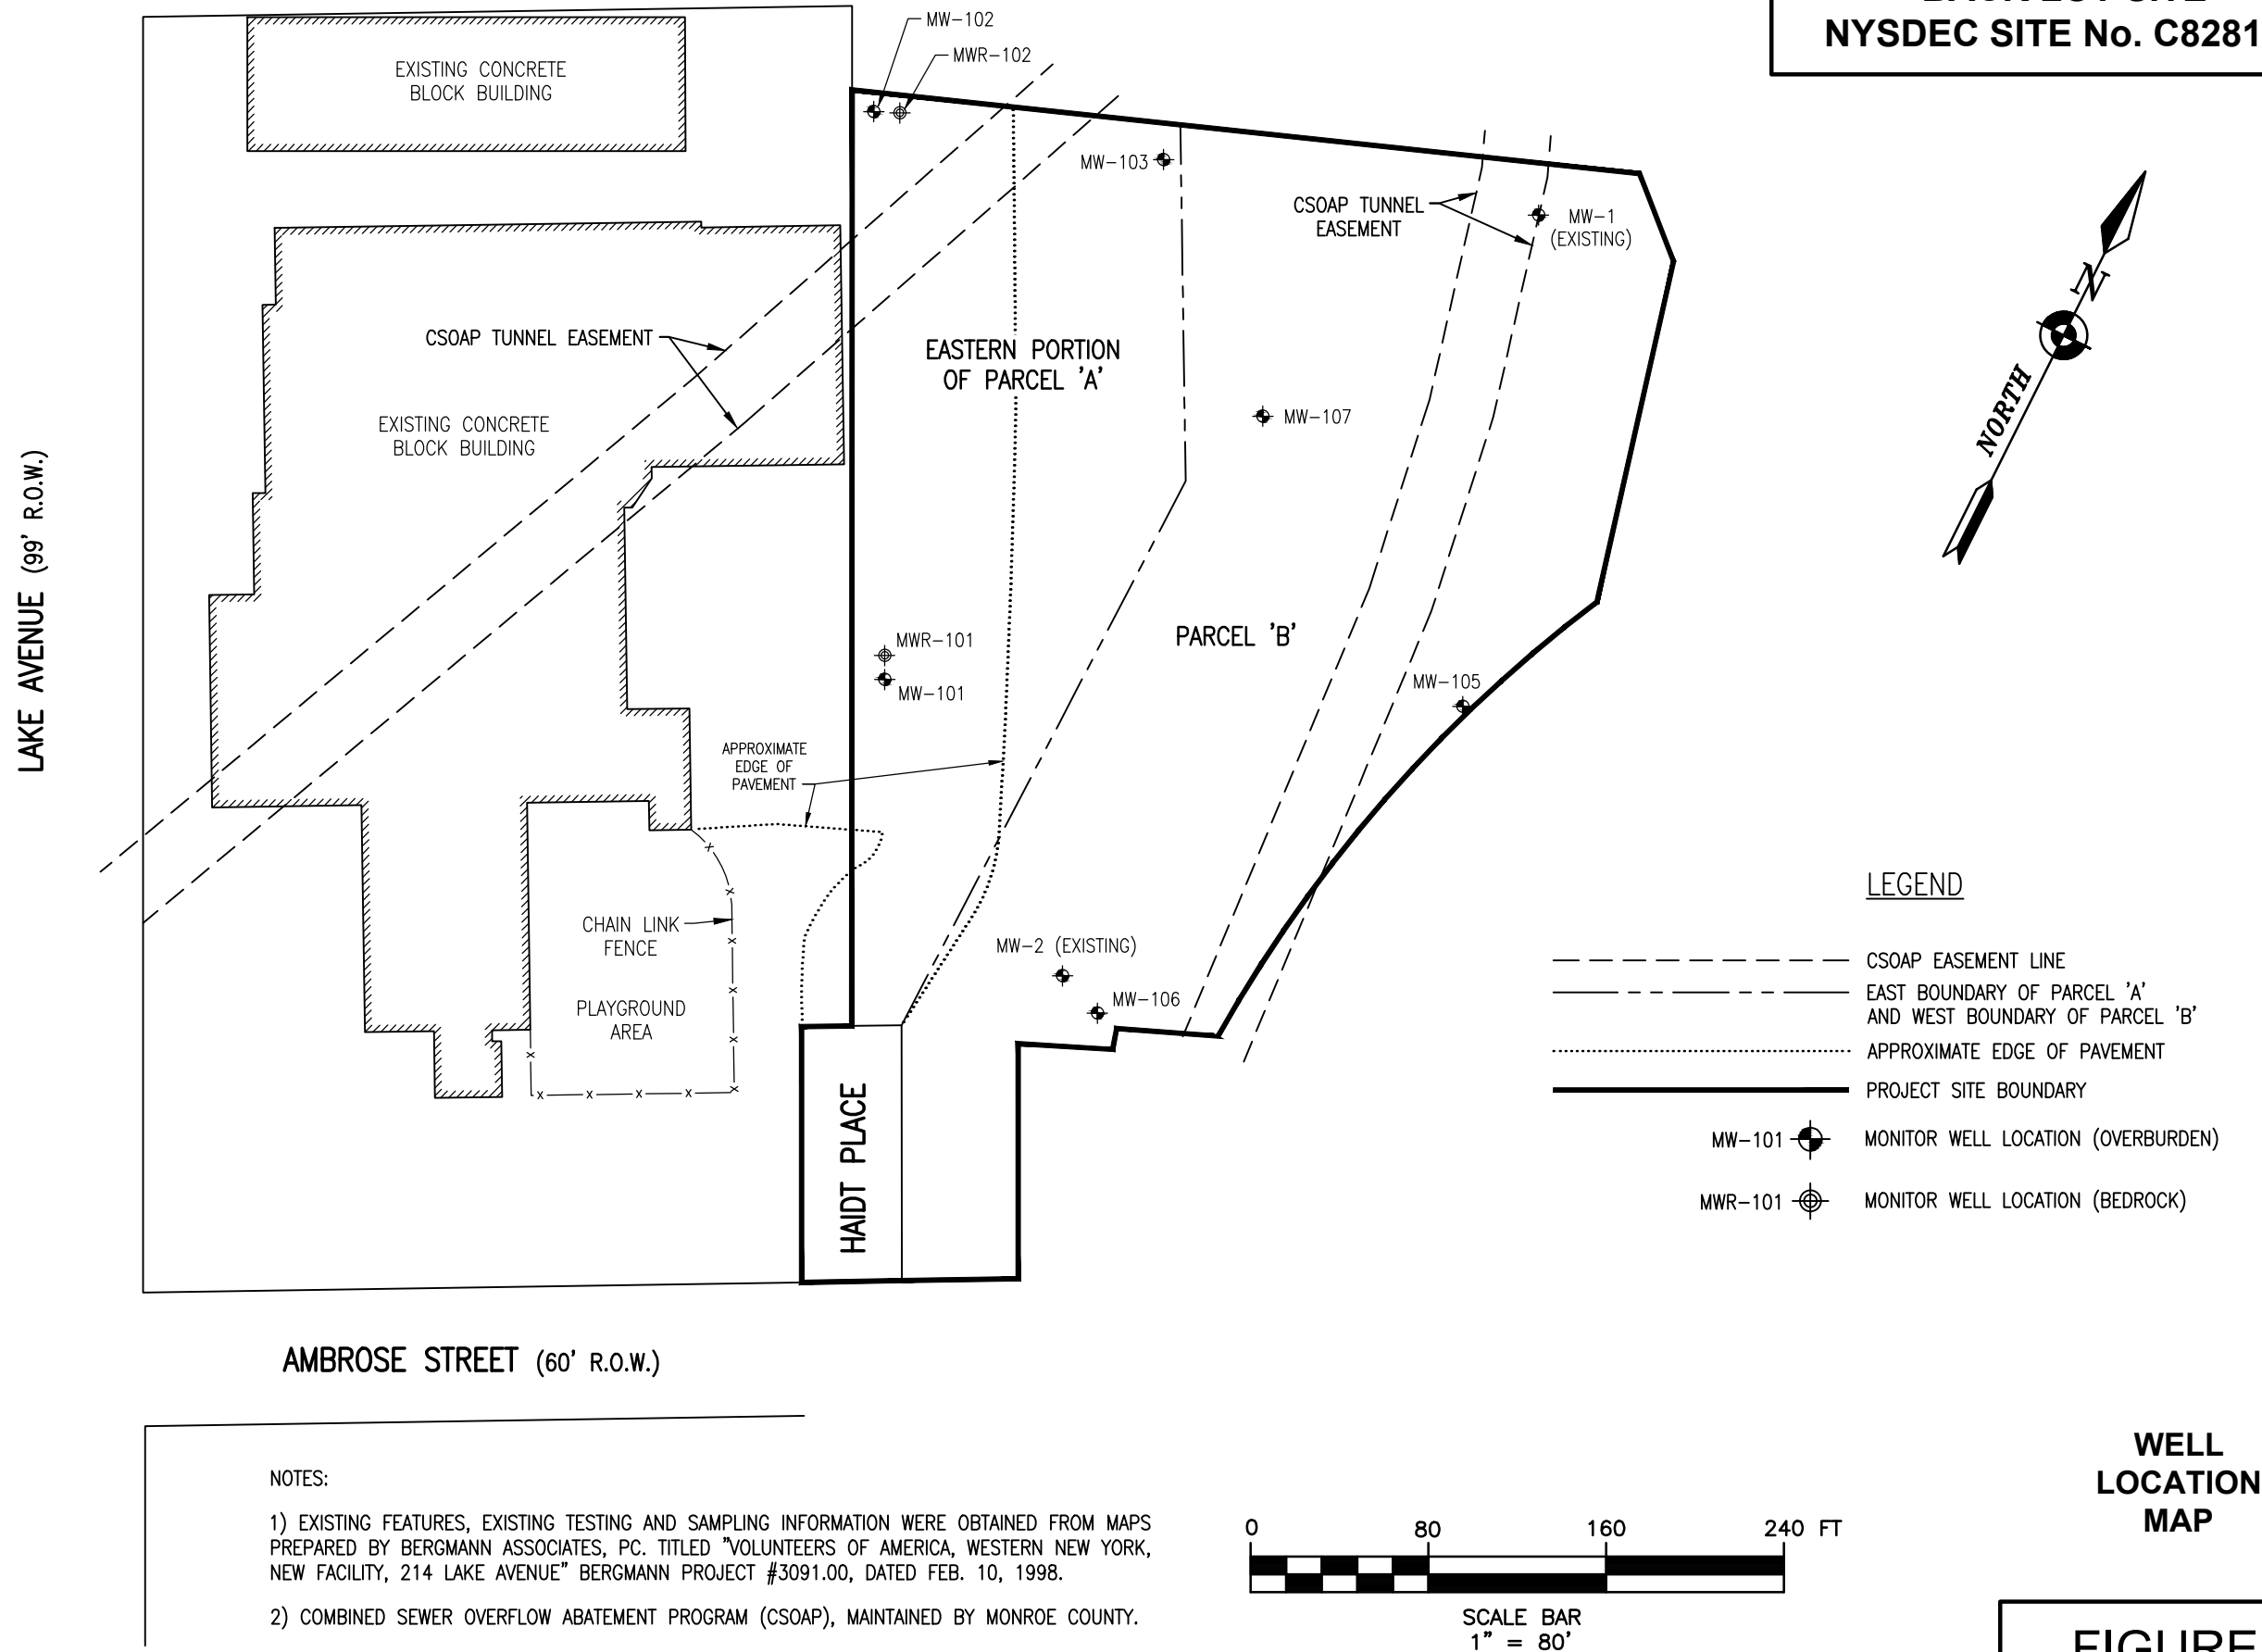 NYSDEC SITE No. C8281
MW-102
MWR-102
EXISTING CONCRETE
BLOCK BUILDING
MW-103
CSOAP TUNNEL
EASEMENT
MW-1
(EXISTING)
N
NORTH
CSOAP TUNNEL EASEMENT
EASTERN PORTION
OF PARCEL 'A'
EXISTING CONCRETE
BLOCK BUILDING
MW-107
LAKE AVENUE (99' R.O.W.)
MWR-101
MW-101
PARCEL 'B'
MW-105
APPROXIMATE
EDGE OF
PAVEMENT
CHAIN LINK
FENCE
MW-2 (EXISTING)
MW-106
PLAYGROUND
AREA
HAIDT PLACE
LEGEND
CSOAP EASEMENT LINE
EAST BOUNDARY OF PARCEL 'A'
AND WEST BOUNDARY OF PARCEL 'B'
APPROXIMATE EDGE OF PAVEMENT
PROJECT SITE BOUNDARY
MW-101 MONITOR WELL LOCATION (OVERBURDEN)
MWR-101 MONITOR WELL LOCATION (BEDROCK)
AMBROSE STREET (60' R.O.W.)
NOTES:
1) EXISTING FEATURES, EXISTING TESTING AND SAMPLING INFORMATION WERE OBTAINED FROM MAPS
PREPARED BY BERGMANN ASSOCIATES, PC. TITLED "VOLUNTEERS OF AMERICA, WESTERN NEW YORK,
NEW FACILITY, 214 LAKE AVENUE" BERGMANN PROJECT #3091.00, DATED FEB. 10, 1998.
2) COMBINED SEWER OVERFLOW ABATEMENT PROGRAM (CSOAP), MAINTAINED BY MONROE COUNTY.
0 80 160 240 FT
SCALE BAR
1" = 80'
WELL
LOCATION
MAP
FIGURE